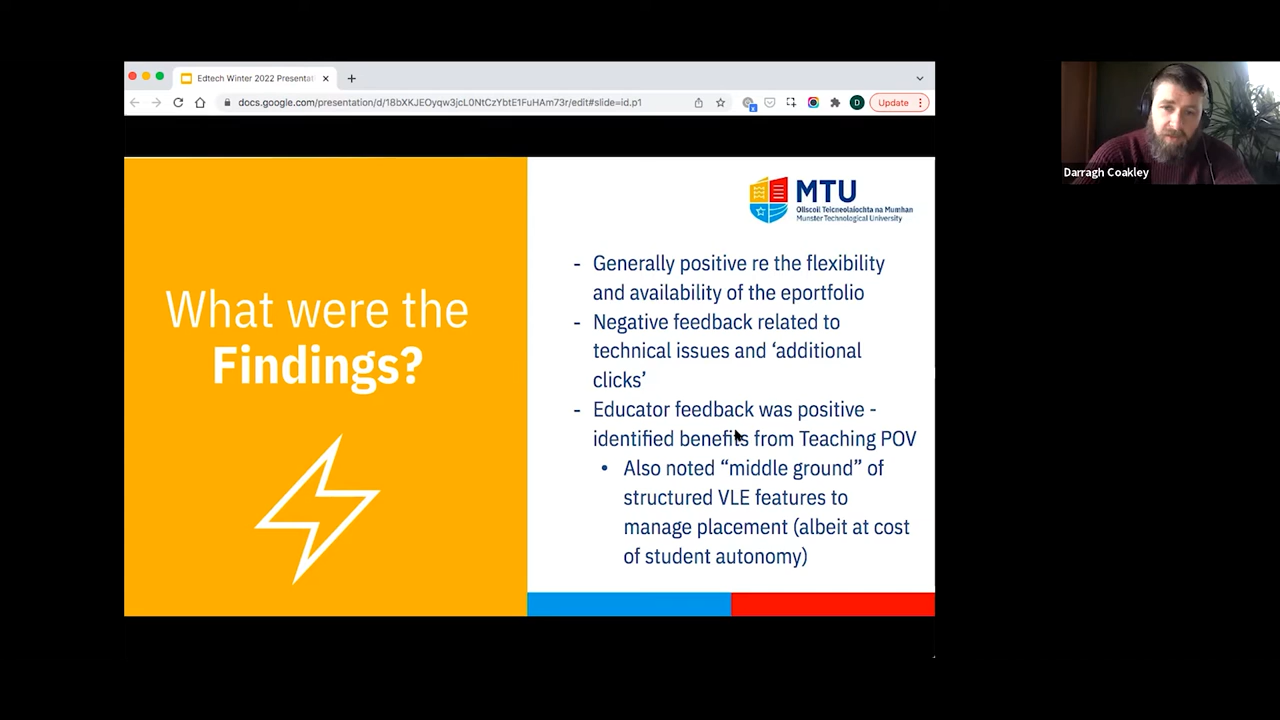 Edtech Winter 2022 Presentat
docs.google.com/presentation/d/18bXKJEOyqw3jcL0NtCzYbtE1FuHAm73r/edit#slide=id.p1
D
Update
Darragh Coakley
MTU
Ollscoil Teicneolaíochta na Mumhan
Munster Technological University
What were the
Findings?
- Generally positive re the flexibility
and availability of the eportfolio
- Negative feedback related to
technical issues and ‘additional
clicks’
- Educator feedback was positive -
identified benefits from Teaching POV
• Also noted “middle ground” of
structured VLE features to
manage placement (albeit at cost
of student autonomy)